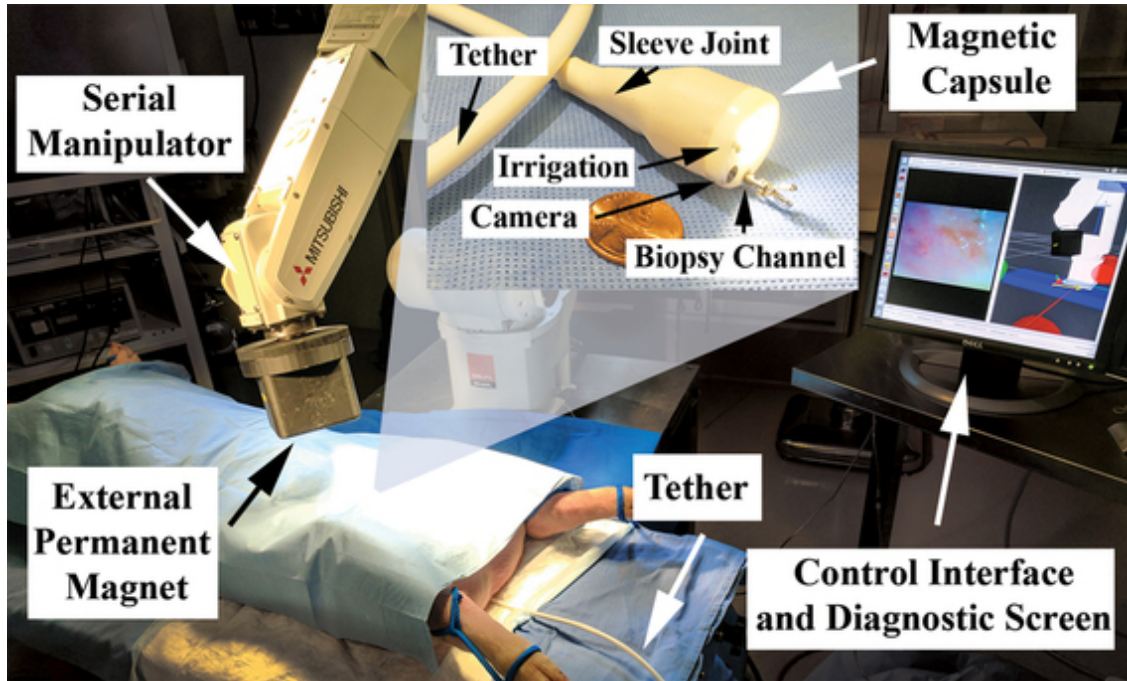 Serial
Manipulator
Tether
Sleeve Joint
Magnetic
Capsule
Irrigation
Camera
Biopsy Channel
MITSUBISHI
DELL
External
Permanent
Magnet
Tether
Control Interface
and Diagnostic Screen